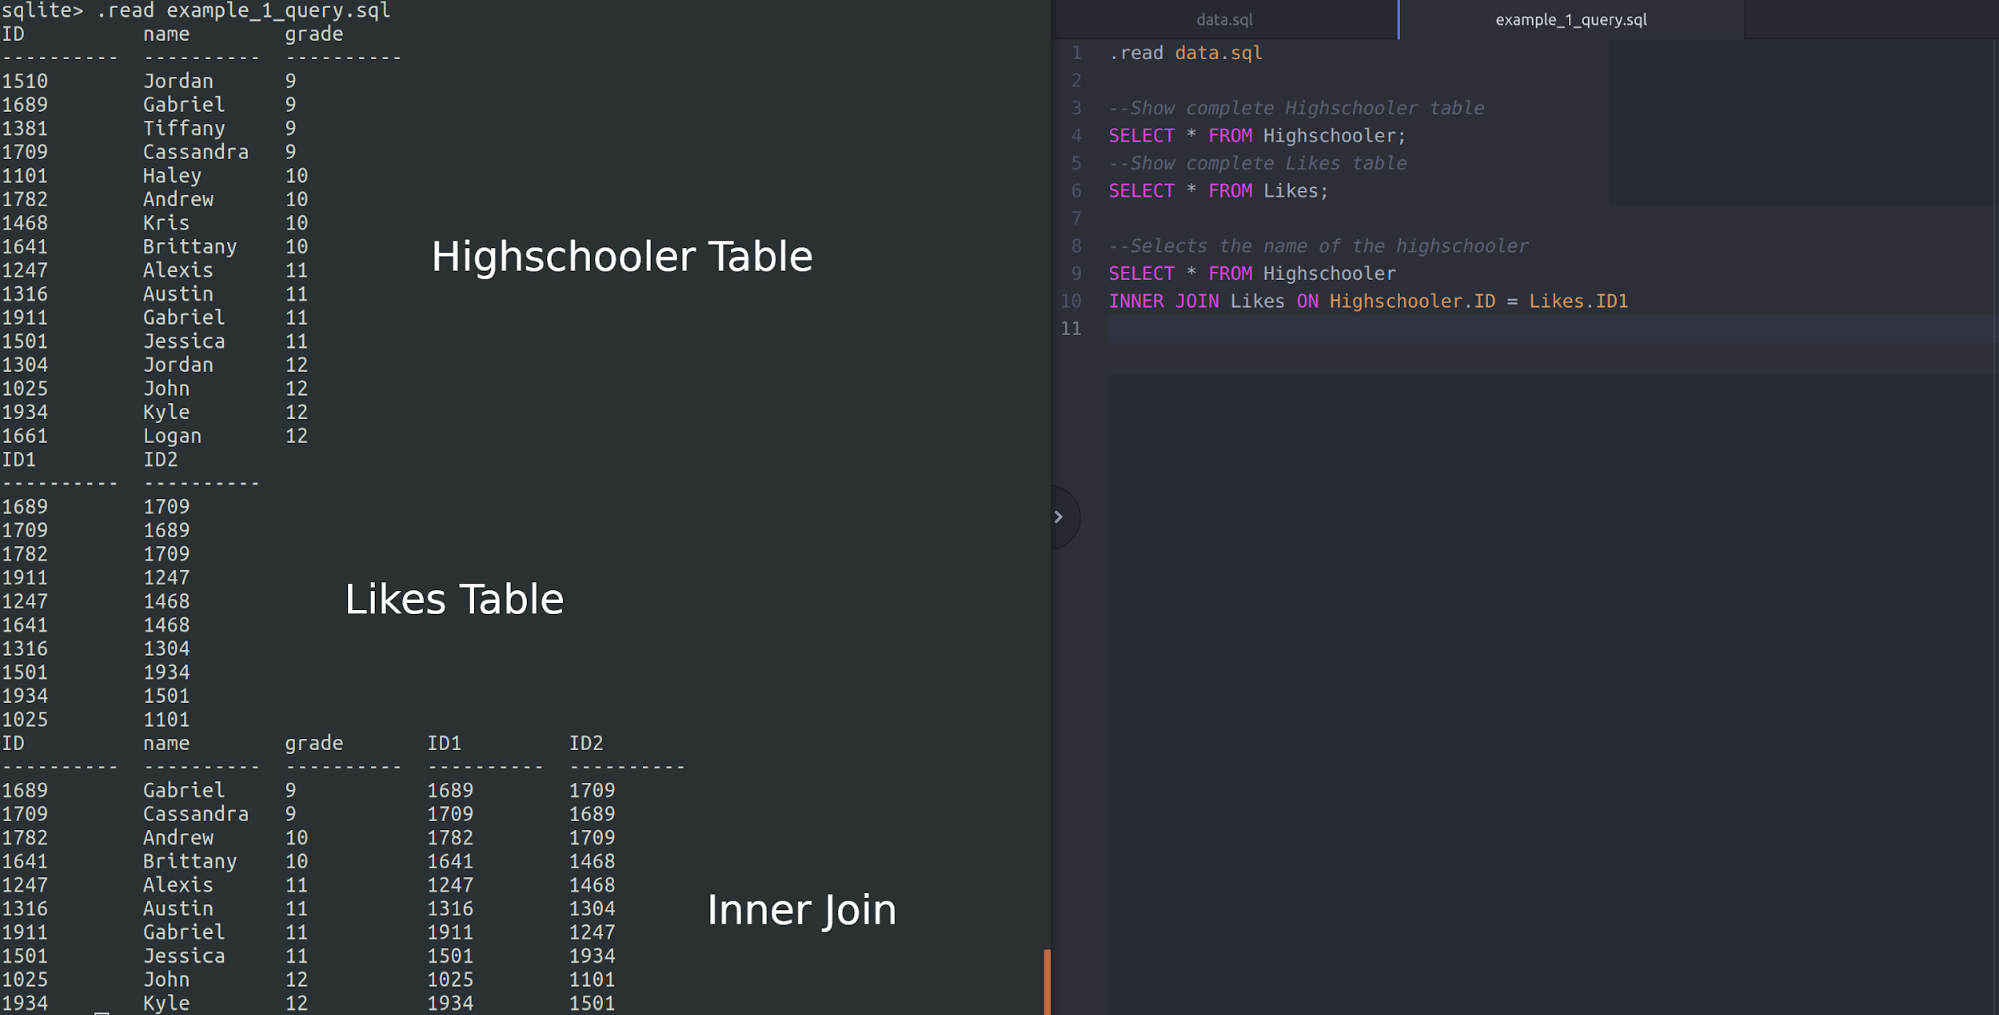 sqlite> .read example_1_query.sql
ID name grade
---------- ---------- ----------
1510 Jordan 9
1689 Gabriel 9
1381 Tiffany 9
1709 Cassandra 9
1101 Haley 10
1782 Andrew 10
1468 Kris 10
1641 Brittany 10
1247 Alexis 11
1316 Austin 11
1911 Gabriel 11
1501 Jessica 11
1304 Jordan 12
1025 John 12
1934 Kyle 12
1661 Logan 12
Highschooler Table
ID1 ID2
---------- ----------
1689 1709
1709 1689
1782 1709
1911 1247
1247 1468
1641 1468
1316 1304
1501 1934
1934 1501
1025 1101
Likes Table
ID name grade ID1 ID2
---------- ---------- ---------- ---------- ----------
1689 Gabriel 9 1689 1709
1709 Cassandra 9 1709 1689
1782 Andrew 10 1782 1709
1641 Brittany 10 1641 1468
1247 Alexis 11 1247 1468
1316 Austin 11 1316 1304
1911 Gabriel 11 1911 1247
1501 Jessica 11 1501 1934
1025 John 12 1025 1101
1934 Kyle 12 1934 1501
Inner Join
data.sql
example_1_query.sql
1 .read data.sql
2
3 --Show complete Highschooler table
4 SELECT * FROM Highschooler;
5 --Show complete Likes table
6 SELECT * FROM Likes;
7
8 --Selects the name of the highschooler
9 SELECT * FROM Highschooler
10 INNER JOIN Likes ON Highschooler.ID = Likes.ID1
11